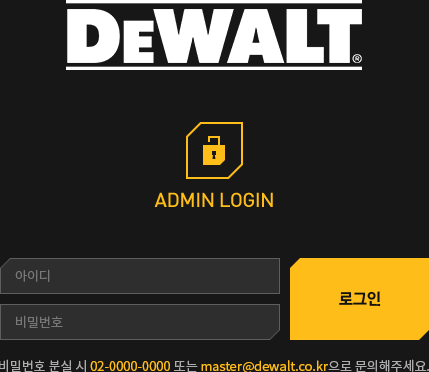 DEWALT®
ADMIN LOGIN
아이디
로그인
비밀번호
비밀번호 분실 시 02-0000-0000 또는 master@dewalt.co.kr으로 문의해주세요.